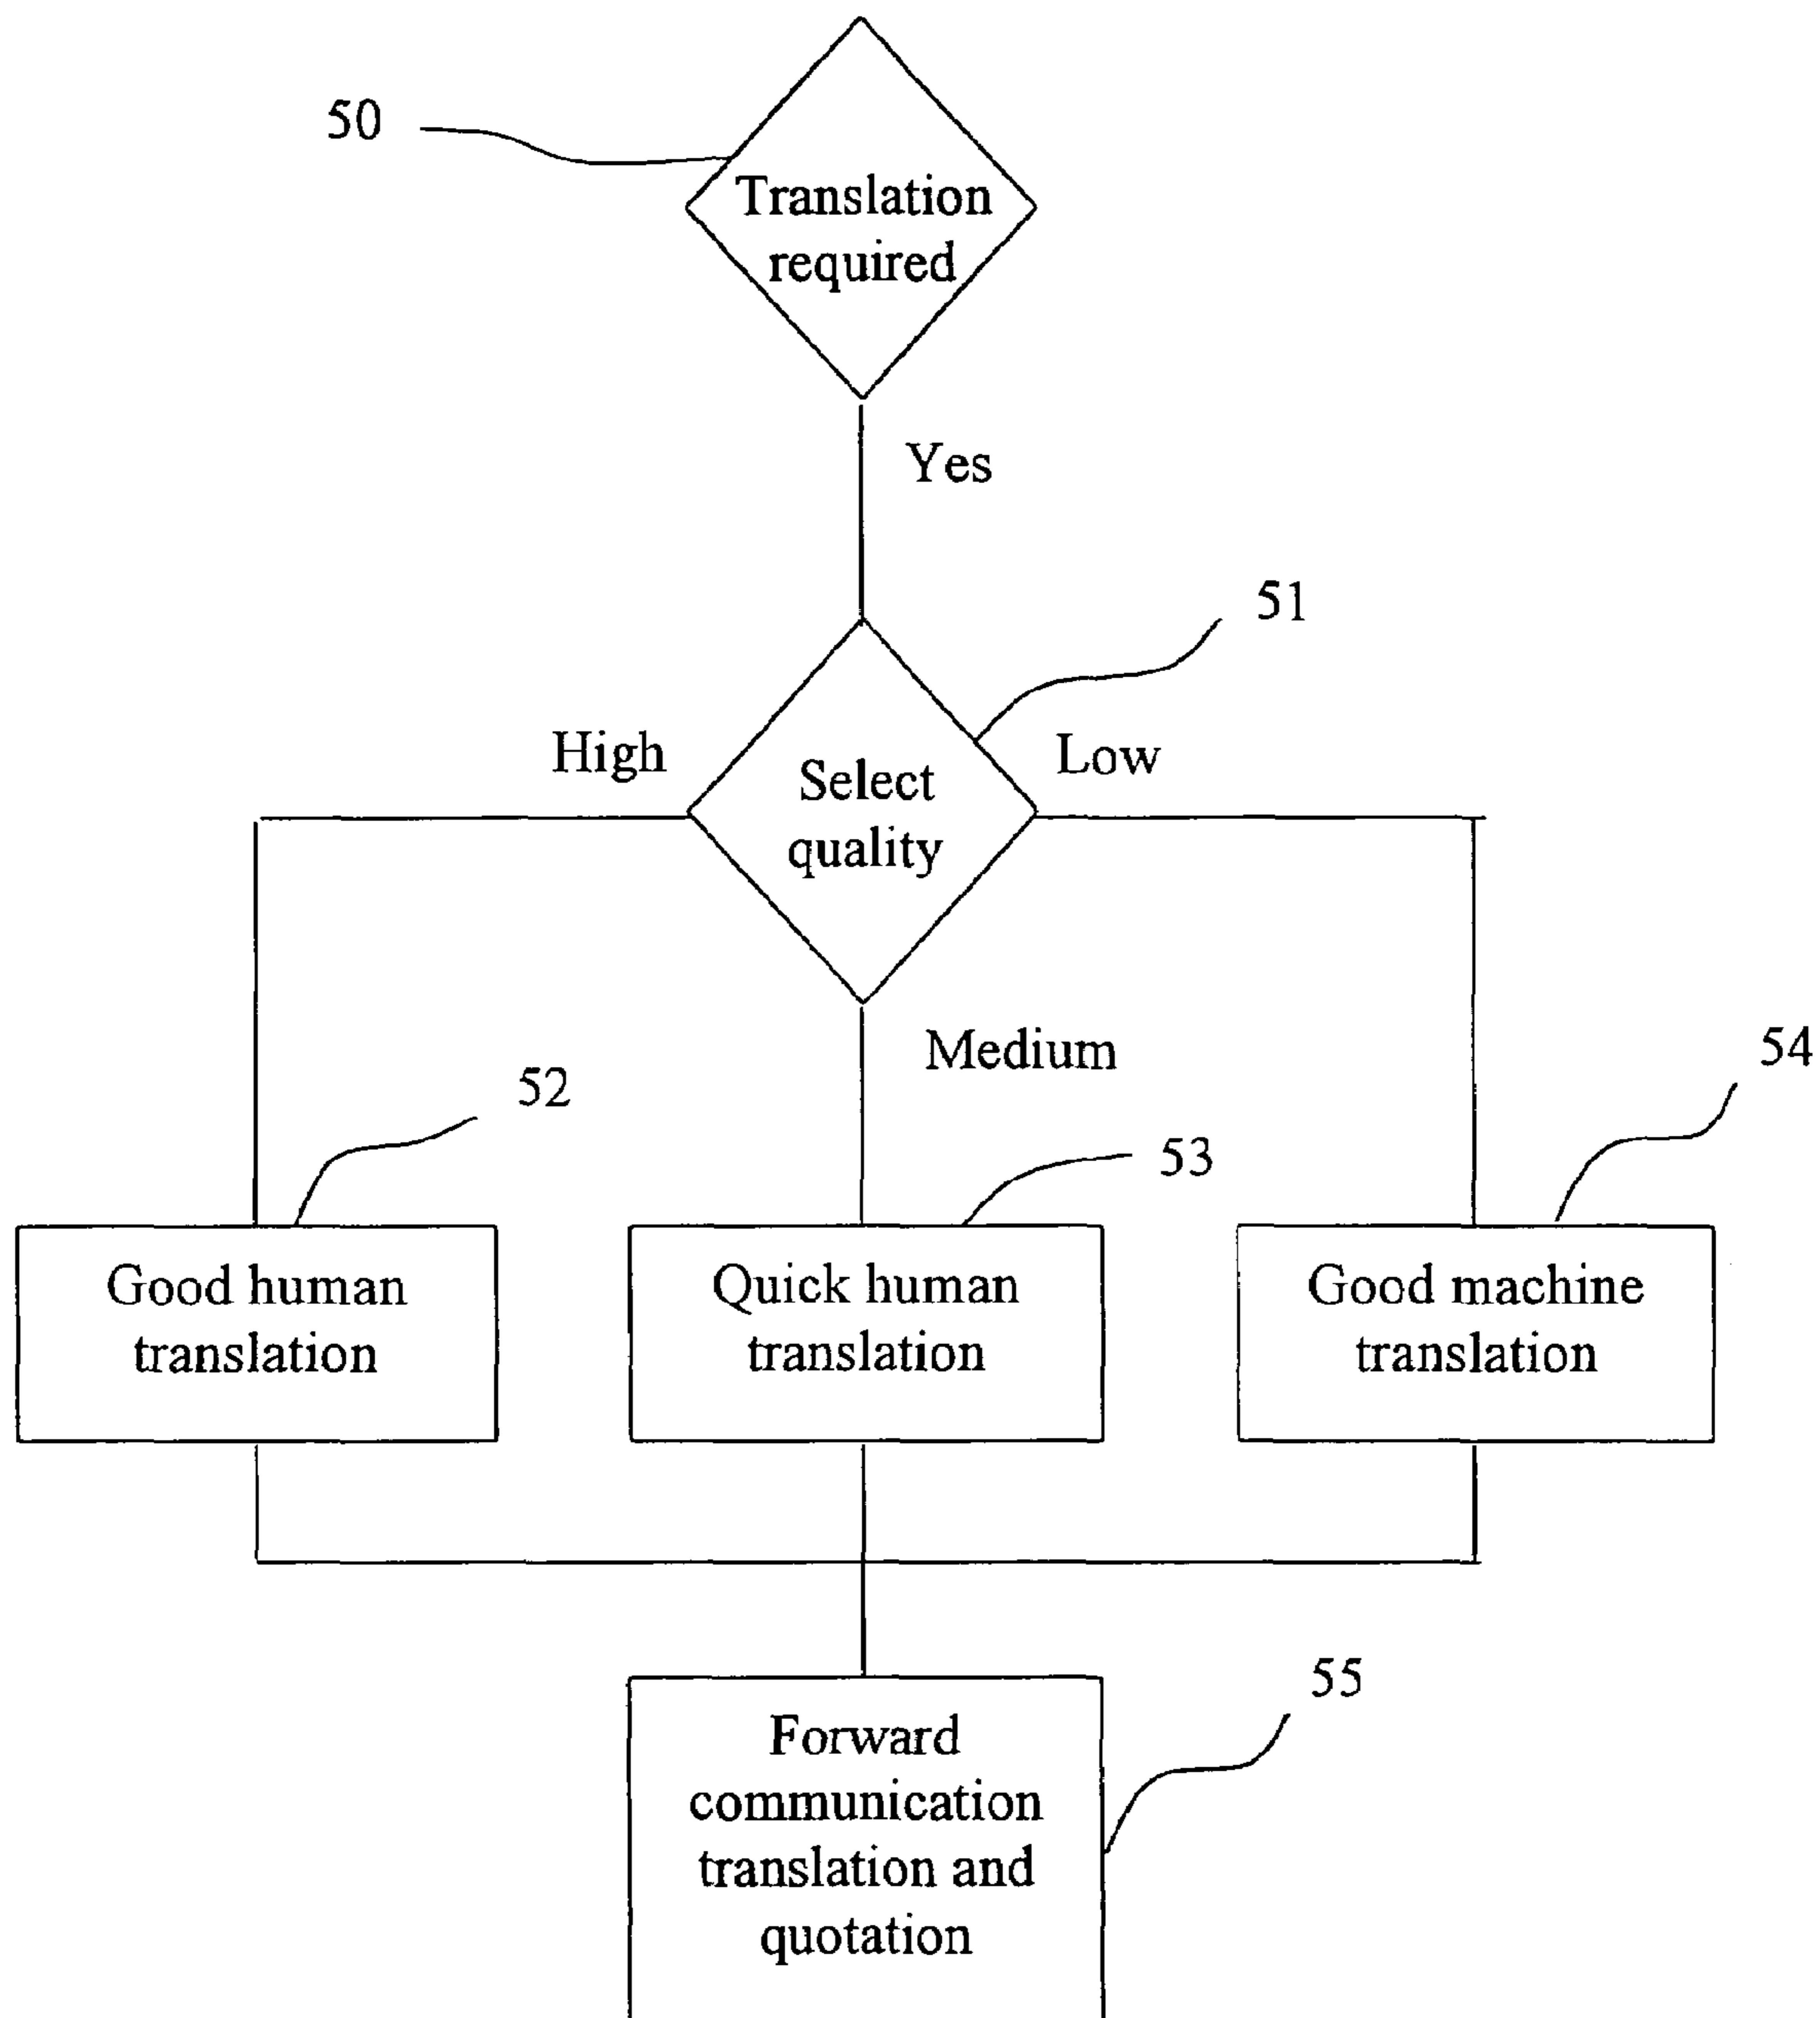 50
Translation
required
Yes
51
High
Low
Select
quality
Medium
54
52
53
Good human
translation
Quick human
translation
Good machine
translation
55
Forward
communication
translation and
quotation